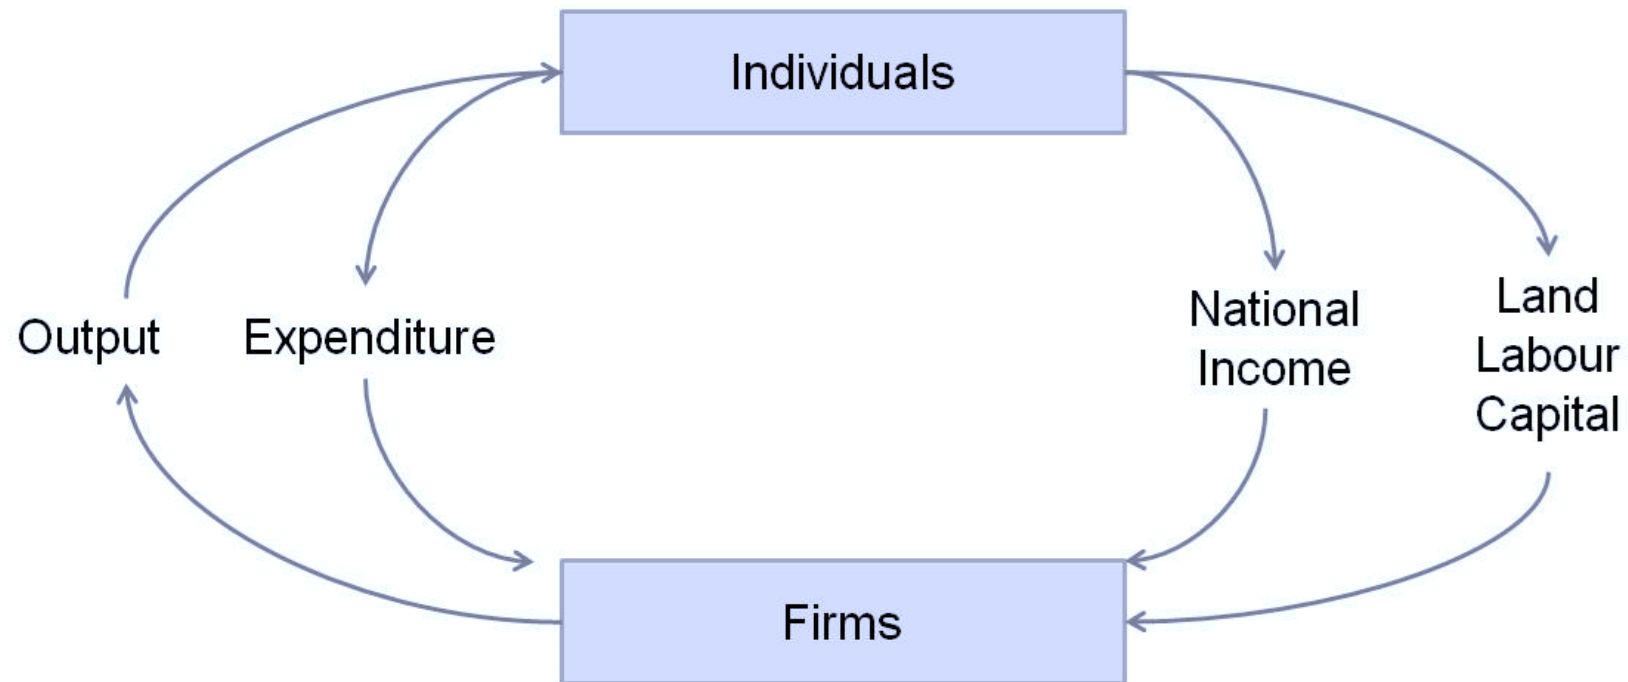 Individuals
Output
Expenditure
National
Income
Land
Labour
Capital
Firms